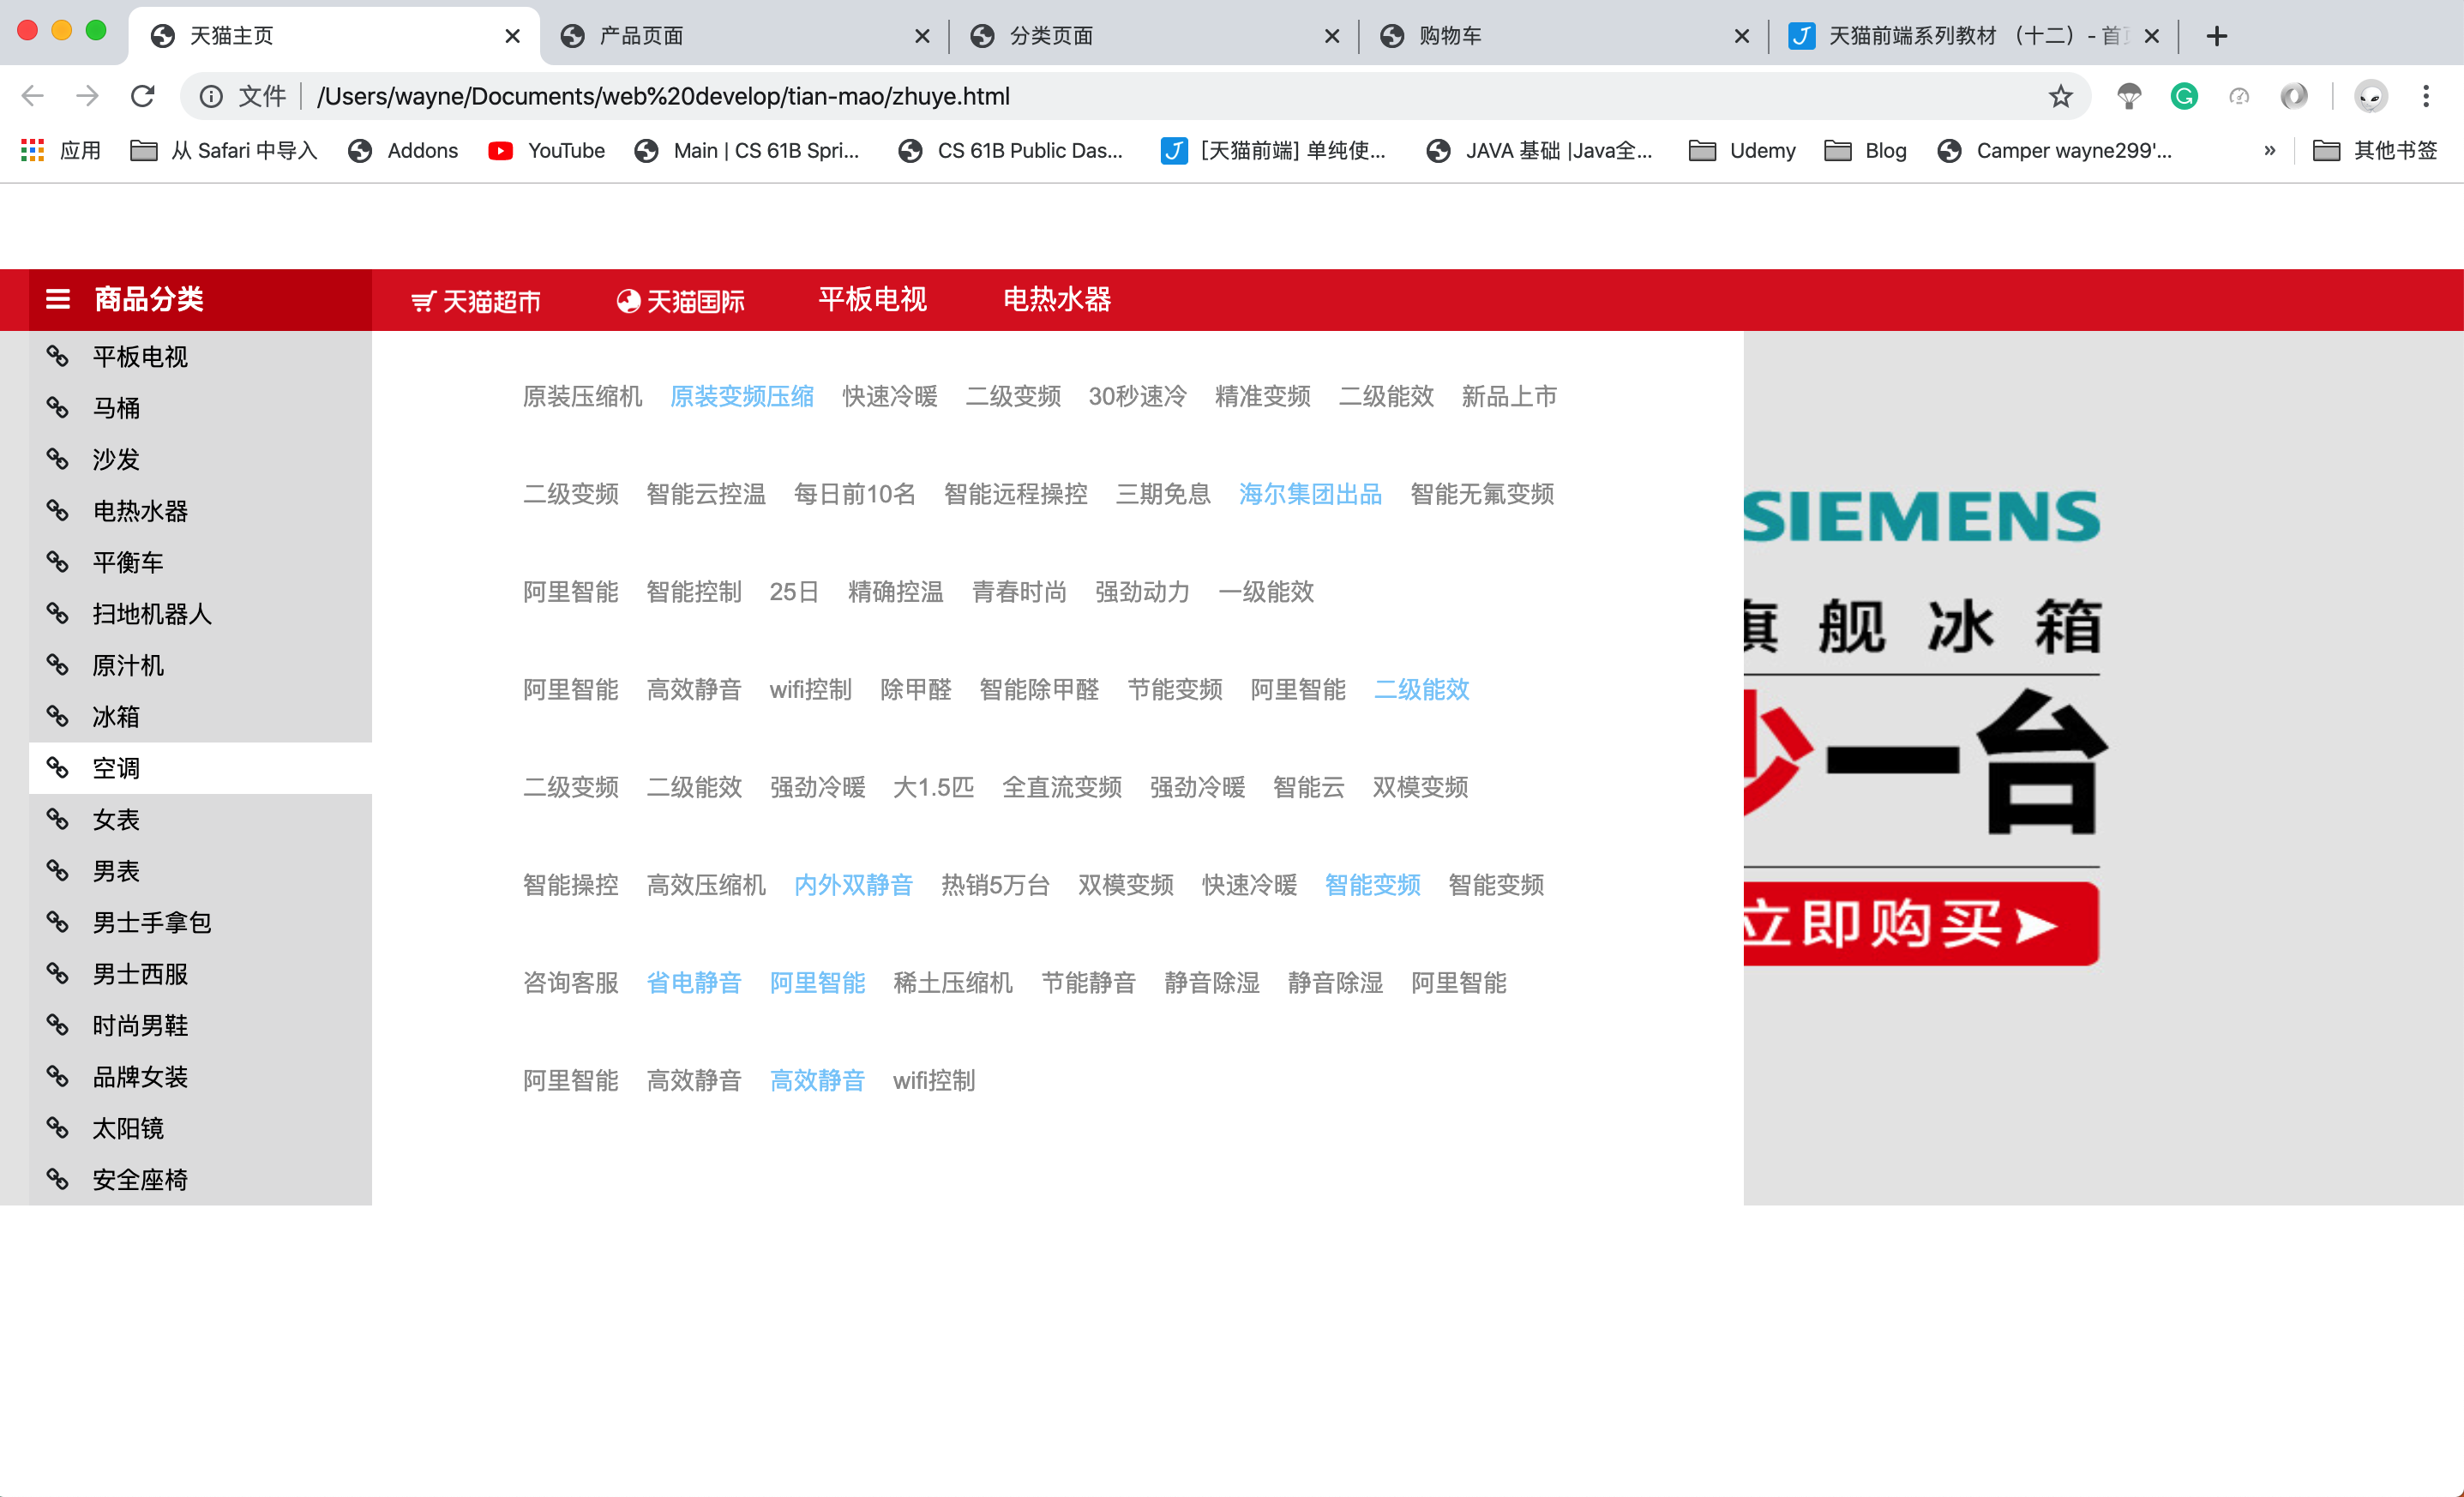 天猫主页
产品页面
分类页面
购物车
天猫前端系列教材 （十二）- 首
文件 /Users/wayne/Documents/web%20develop/tian-mao/zhuye.html
应用 从 Safari 中导入 Addons YouTube Main | CS 61B Spri... CS 61B Public Das... [天猫前端] 单纯使... JAVA 基础 |Java全... Udemy Blog Camper wayne299'... » 其他书签
商品分类 天猫超市 天猫国际 平板电视 电热水器
平板电视
马桶
沙发
电热水器
平衡车
扫地机器人
原汁机
冰箱
空调
女表
男表
男士手拿包
男士西服
时尚男鞋
品牌女装
太阳镜
安全座椅
原装压缩机 原装变频压缩 快速冷暖 二级变频 30秒速冷 精准变频 二级能效 新品上市
二级变频 智能云控温 每日前10名 智能远程操控 三期免息 海尔集团出品 智能无氟变频
阿里智能 智能控制 25日 精确控温 青春时尚 强劲动力 一级能效
阿里智能 高效静音 wifi控制 除甲醛 智能除甲醛 节能变频 阿里智能 二级能效
二级变频 二级能效 强劲冷暖 大1.5匹 全直流变频 强劲冷暖 智能云 双模变频
智能操控 高效压缩机 内外双静音 热销5万台 双模变频 快速冷暖 智能变频 智能变频
咨询客服 省电静音 阿里智能 稀土压缩机 节能静音 静音除湿 静音除湿 阿里智能
阿里智能 高效静音 高效静音 wifi控制
SIEMENS
旗舰冰箱
秒一台
立即购买